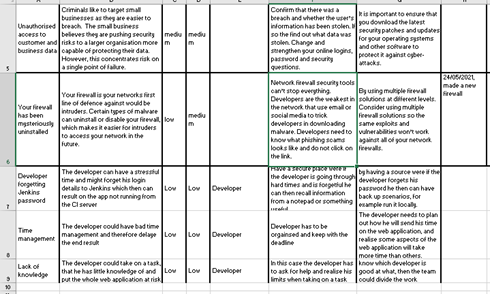 A
B
C
D
E
F
G
H
Unauthorised
access to
customer and
business data
Criminals like to target small
businesses as they are easier to
breach. The small business
believes they are pushing security
risks to a larger organisation more
capable of protecting their data.
However, this concentrates risk on
a single point of failure.
mediu
m
mediu
m
Confirm that there was a
breach and whether the user's
information has been stolen. If
so the find out what data was
stolen. Change and
strengthen your online logins,
password and security
questions.
It is important to ensure that
you download the latest
security patches and updates
for your operating systems
and other software to
protect it against cyber-
attacks.
5
Your firewall
has been
mysteriously
uninstalled
Your firewall is your networks first
line of defence against would be
intruders. Certain types of malware
can uninstall or disable your firewall,
which makes it easier for intruders
to access your network in the
future.
low
mediu
m
Network firewall security tools
can't stop everything.
Developers are the weakest in
the network that use email or
social media to trick
developers in downloading
malware. Developers need to
know what phishing scams
looks like and do not click on
the link.
By using multiple firewall
solutions at different levels.
Consider using multiple
firewall solutions so the
same exploits and
vulnerabilities won't work
against all of your network
firewalls.
24/05/2021,
made a new
firewall
6
Developer
forgetting
Jenkins
password
The developer can have a stressful
time and might forget his login
details to Jenkins which then can
result on the app not running from
the CI server
Low
Low
Developer
Have a secure place were if
the developer is going through
hard times and is forgetful he
can then recall information
from a notepad or something
useful
by having a source were if the
developer forgets his
password he then can have
back up scenarios, for
example run it locally.
7
Time
management
The developer could have bad time
management and therefore delay
the end result
Low
Low
Developer
Developer has to be
organised and keep with the
deadline
The developer needs to plan
out how he will send his time
on the web application, and
realise some aspects of the
web application will take
more time than others.
8
Lack of
knowledge
The developer could take on a task,
that he has little knowledge of and
put the whole web application at risk
Low
Low
Developer
In this case the developer has
to ask for help and realise his
limits when taking on a task
know which developer is
good at what, then the team
could divide the work
9
10